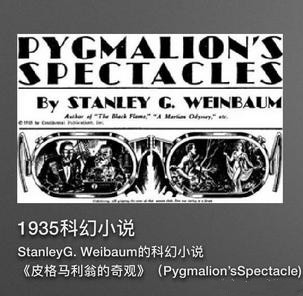 PYGMALION'S
SPECTACLES
By STANLEY G. WEINBAUM
Author of "The Black Flame," "A Martian Odyssey," etc.
1935科幻小说
StanleyG. Weibaum的科幻小说
《皮格马利翁的奇观》（Pygmalion'sSpectacle)